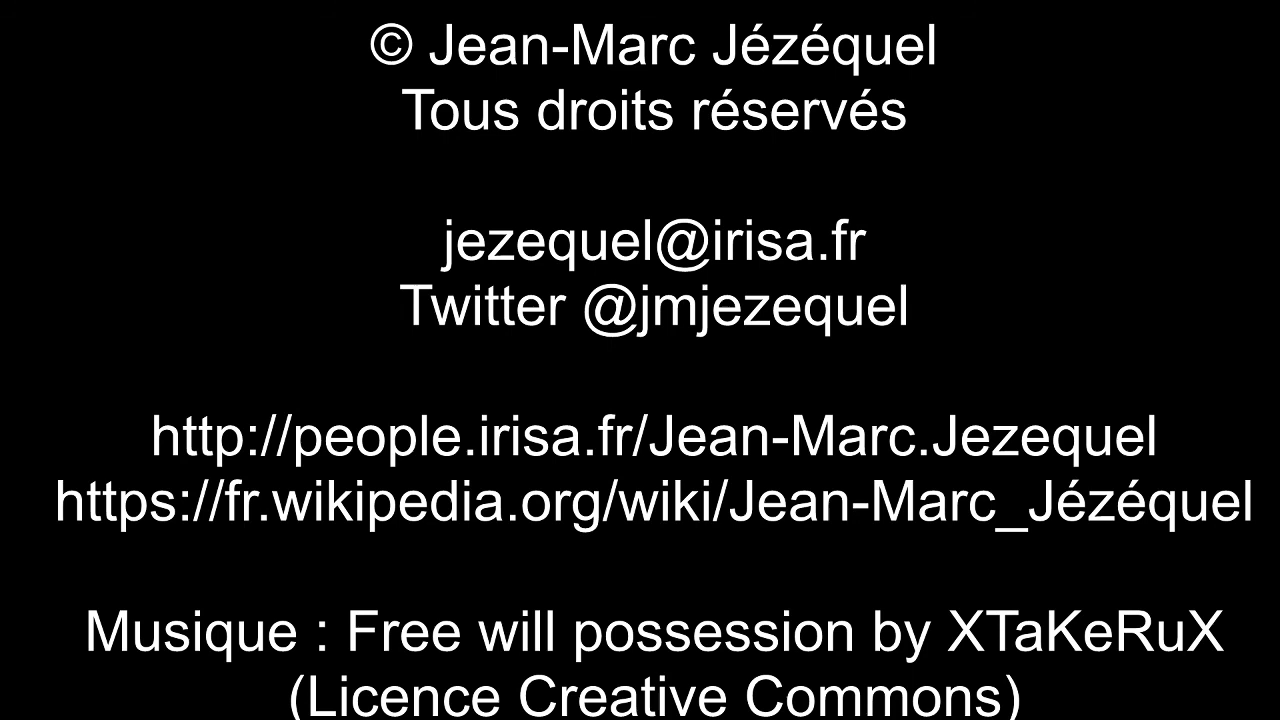 © Jean-Marc Jézéquel
Tous droits réservés
jezequel@irisa.fr
Twitter @jmjezequel
http://people.irisa.fr/Jean-Marc.Jezequel
https://fr.wikipedia.org/wiki/Jean-Marc_Jézéquel
Musique : Free will possession by XTaKeRuX
(Licence Creative Commons)